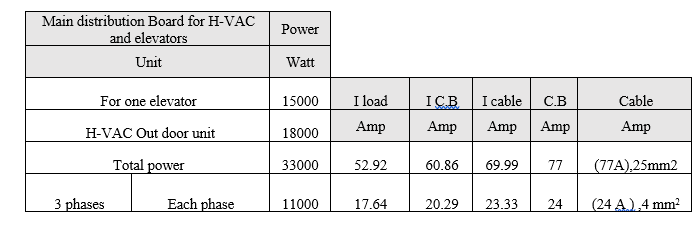 Main distribution Board for H-VAC and elevators Power
Unit Watt
For one elevator 15000 I load I C.B I cable C.B Cable
H-VAC Out door unit 18000 Amp Amp Amp Amp Amp
Total power 33000 52.92 60.86 69.99 77 (77A),25mm2
3 phases Each phase 11000 17.64 20.29 23.33 24 (24 A ),4 mm²